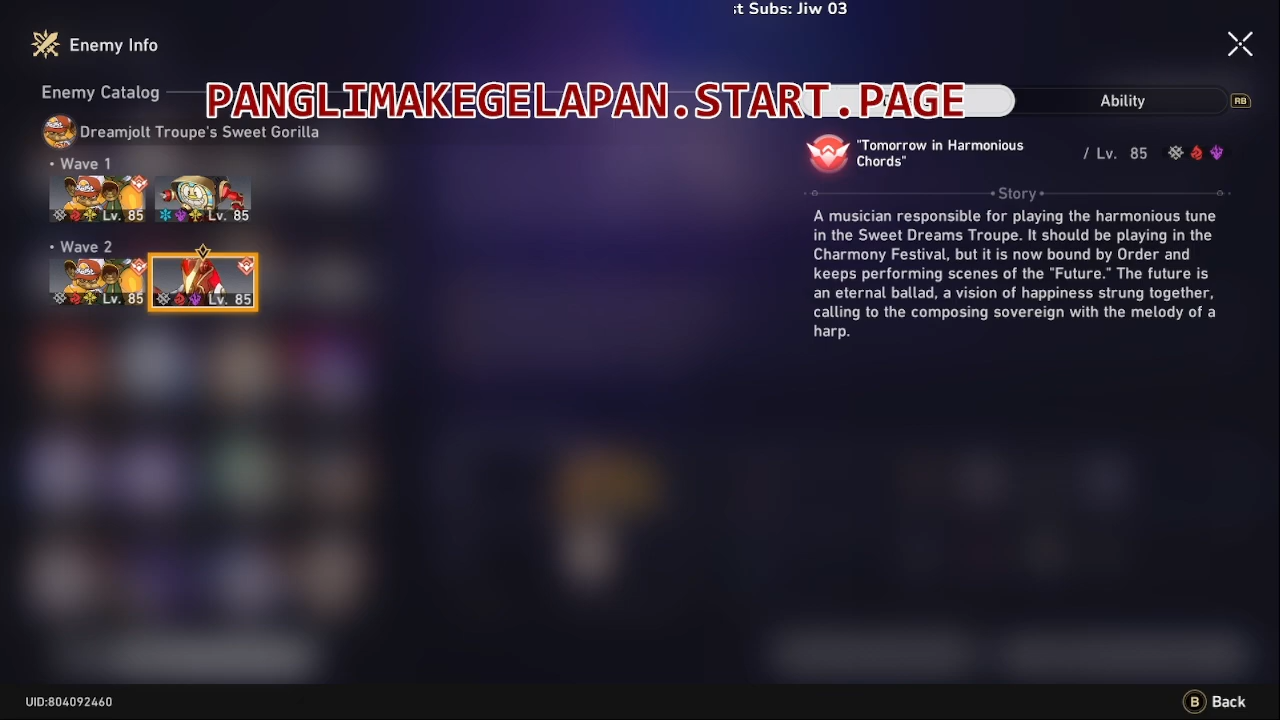 t Subs: Jiw 03
Enemy Info
Enemy Catalog
PANGLIMAKEGELAPAN.START.PAGE
Ability
RB
Dreamjolt Troupe's Sweet Gorilla
• Wave 1
Lv. 85
Lv. 85
• Wave 2
Lv. 85
Lv. 85
"Tomorrow in Harmonious
Chords"
/ Lv. 85
Story
A musician responsible for playing the harmonious tune
in the Sweet Dreams Troupe. It should be playing in the
Charmony Festival, but it is now bound by Order and
keeps performing scenes of the "Future." The future is
an eternal ballad, a vision of happiness strung together,
calling to the composing sovereign with the melody of a
harp.
UID:804092460
B Back